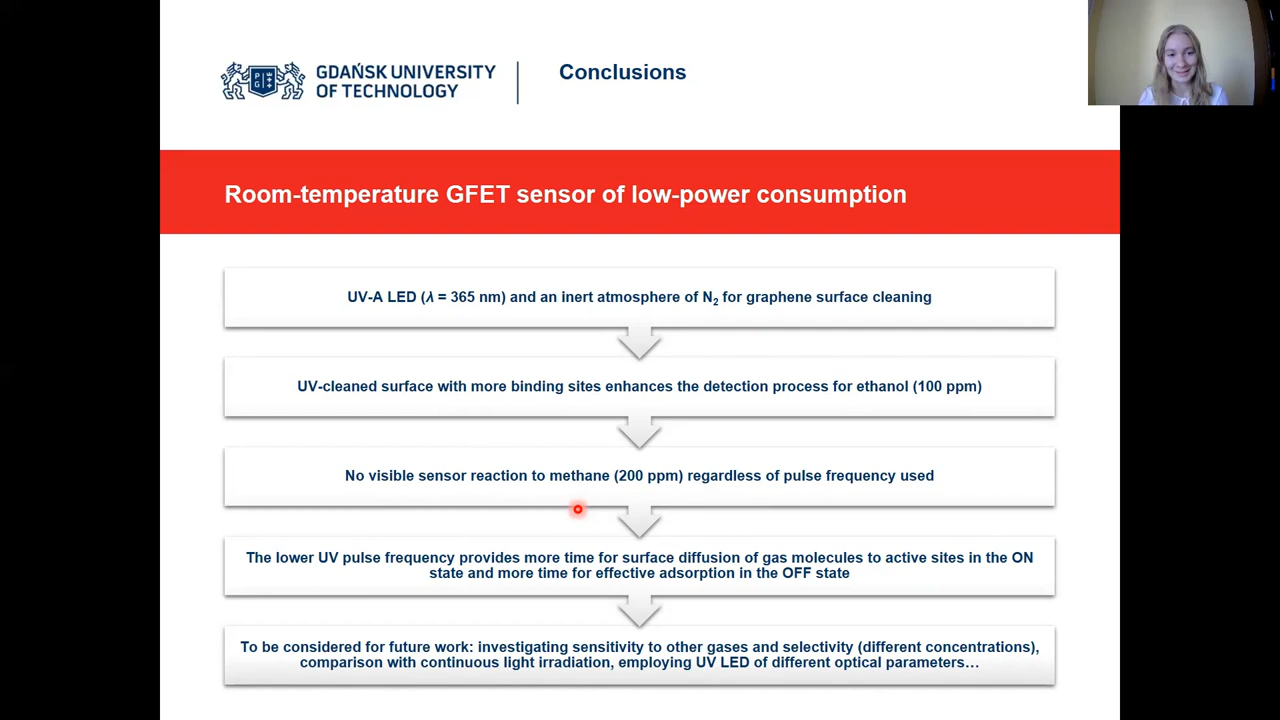 GDAŃSK UNIVERSITY
OF TECHNOLOGY
P G
Conclusions
Room-temperature GFET sensor of low-power consumption
UV-A LED (λ = 365 nm) and an inert atmosphere of N₂ for graphene surface cleaning
UV-cleaned surface with more binding sites enhances the detection process for ethanol (100 ppm)
No visible sensor reaction to methane (200 ppm) regardless of pulse frequency used
The lower UV pulse frequency provides more time for surface diffusion of gas molecules to active sites in the ON
state and more time for effective adsorption in the OFF state
To be considered for future work: investigating sensitivity to other gases and selectivity (different concentrations),
comparison with continuous light irradiation, employing UV LED of different optical parameters…